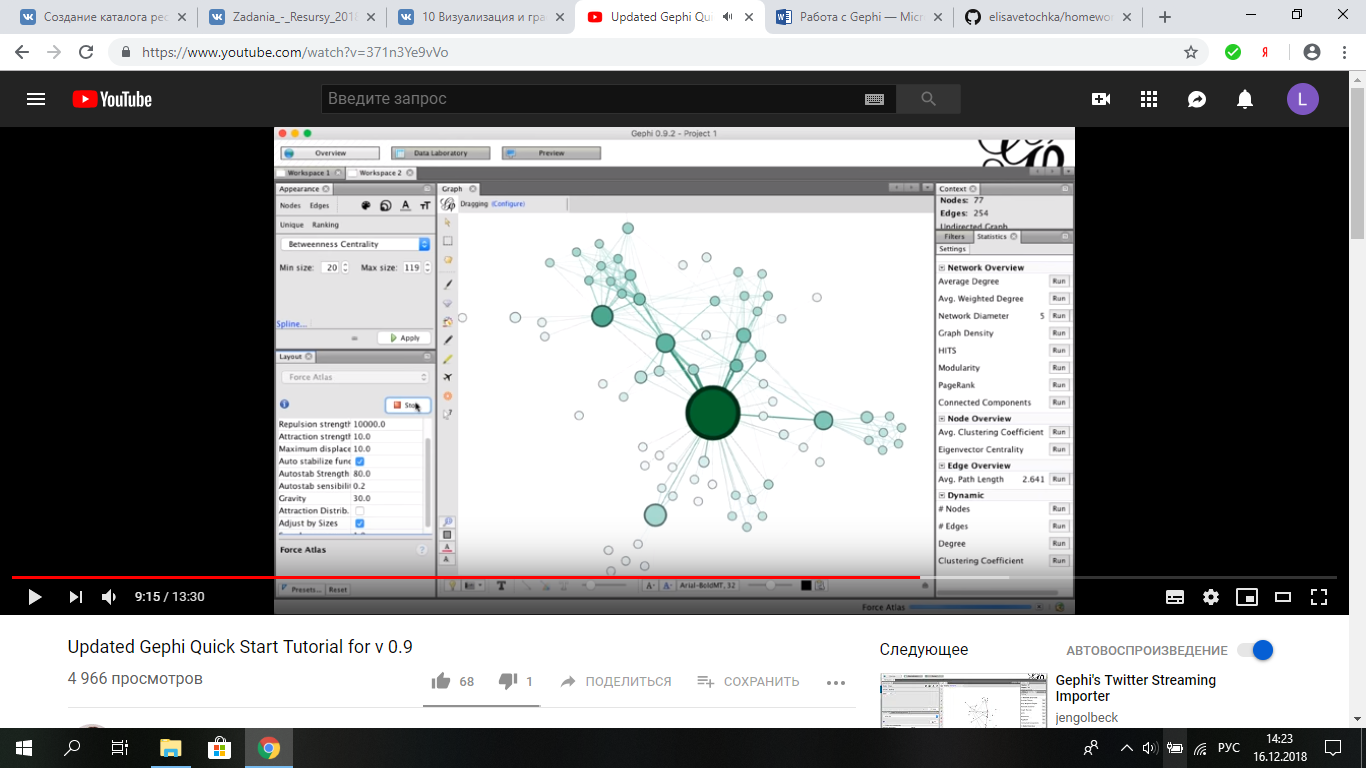 Создание каталога рес
Zadania_-_Resursy_2018
10 Визуализация и гра
Updated Gephi Qui
Работа с Gephi — Micr
elisavetochka/homewor
https://www.youtube.com/watch?v=371n3Ye9vVo
YouTube
Введите запрос
L
Gephi 0.9.2 - Project 1
Overview
Data Laboratory
Preview
Workspace 1
Workspace 2
Appearance
Nodes Edges
Unique Ranking
Betweenness Centrality
Min size: 20 Max size: 119
Spline...
Apply
Layout
Force Atlas
Stop
Repulsion strengtl 10000.0
Attraction strengtl 10.0
Maximum displace 10.0
Auto stabilize func
Autostab Strength 80.0
Autostab sensibili 0.2
Gravity 30.0
Attraction Distrib.
Adjust by Sizes
Force Atlas
Presets... Reset
Graph
Dragging (Configure)
Arial-BoldMT, 32
Context
Nodes: 77
Edges: 254
Undirected Graph
Filters Statistics
Settings
Network Overview
Average Degree Run
Avg. Weighted Degree Run
Network Diameter 5 Run
Graph Density Run
HITS Run
Modularity Run
PageRank Run
Connected Components Run
Node Overview
Avg. Clustering Coefficient Run
Eigenvector Centrality Run
Edge Overview
Avg. Path Length 2.641 Run
Dynamic
# Nodes Run
# Edges Run
Degree Run
Clustering Coefficient Run
Force Atlas
9:15 / 13:30
Updated Gephi Quick Start Tutorial for v 0.9
4 966 просмотров
68
1
ПОДЕЛИТЬСЯ
СОХРАНИТЬ
Следующее
АВТОВОСПРОИЗВЕДЕНИЕ
Gephi's Twitter Streaming
Importer
jengolbeck
РУС
14:23
16.12.2018